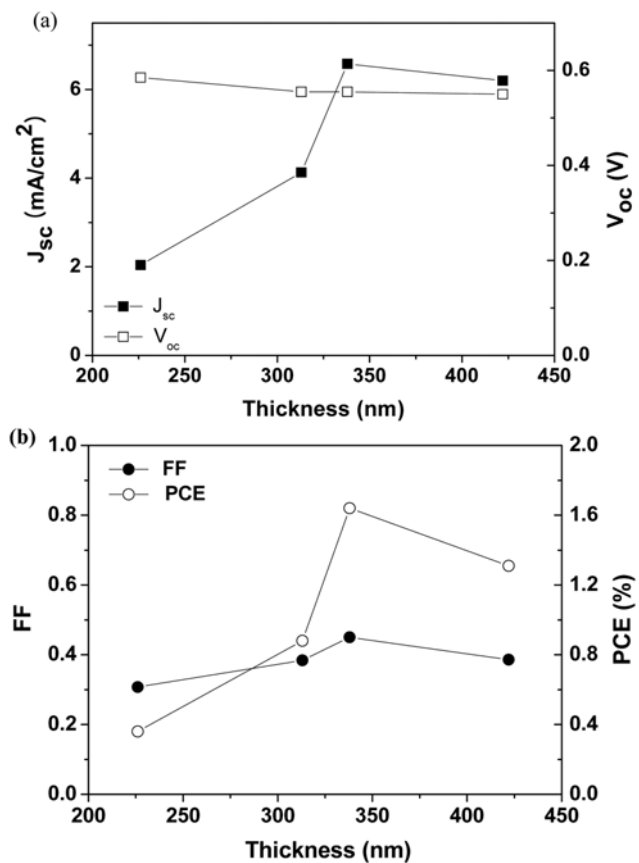 (a)
6
4
2
0
J_sc (mA/cm²)
0.6
0.4
0.2
0.0
V_oc (V)
J_sc
V_oc
200 250 300 350 400 450
Thickness (nm)
(b)
1.0
0.8
0.6
0.4
0.2
0.0
FF
2.0
1.6
1.2
0.8
0.4
0.0
PCE (%)
FF
PCE
200 250 300 350 400 450
Thickness (nm)